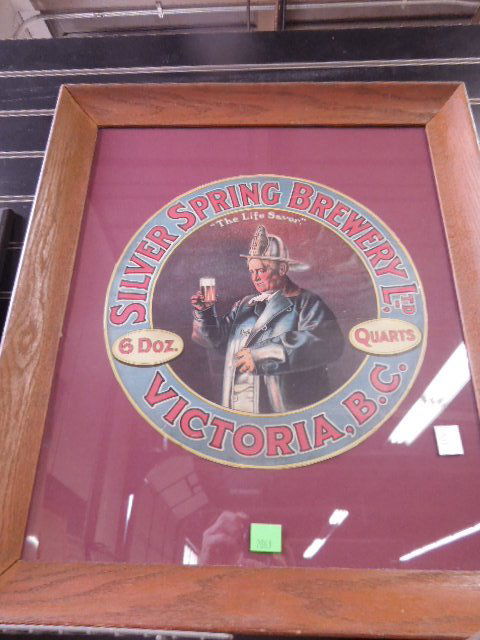 SILVER SPRING BREWERY LTD.
"The Life Saver"
6 DOZ.
QUARTS
VICTORIA, B.C.